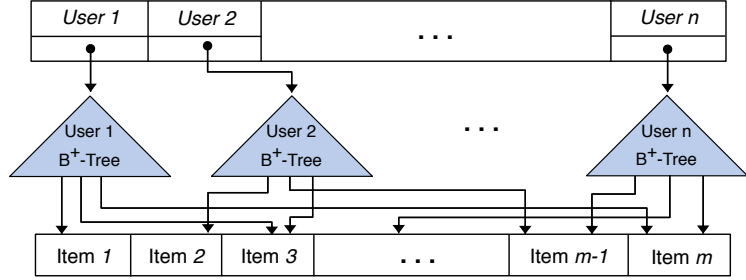 User 1 User 2 ... User n
User 1 User 2 ... User n
B+-Tree B+-Tree B+-Tree
Item 1 Item 2 Item 3 ... Item m-1 Item m